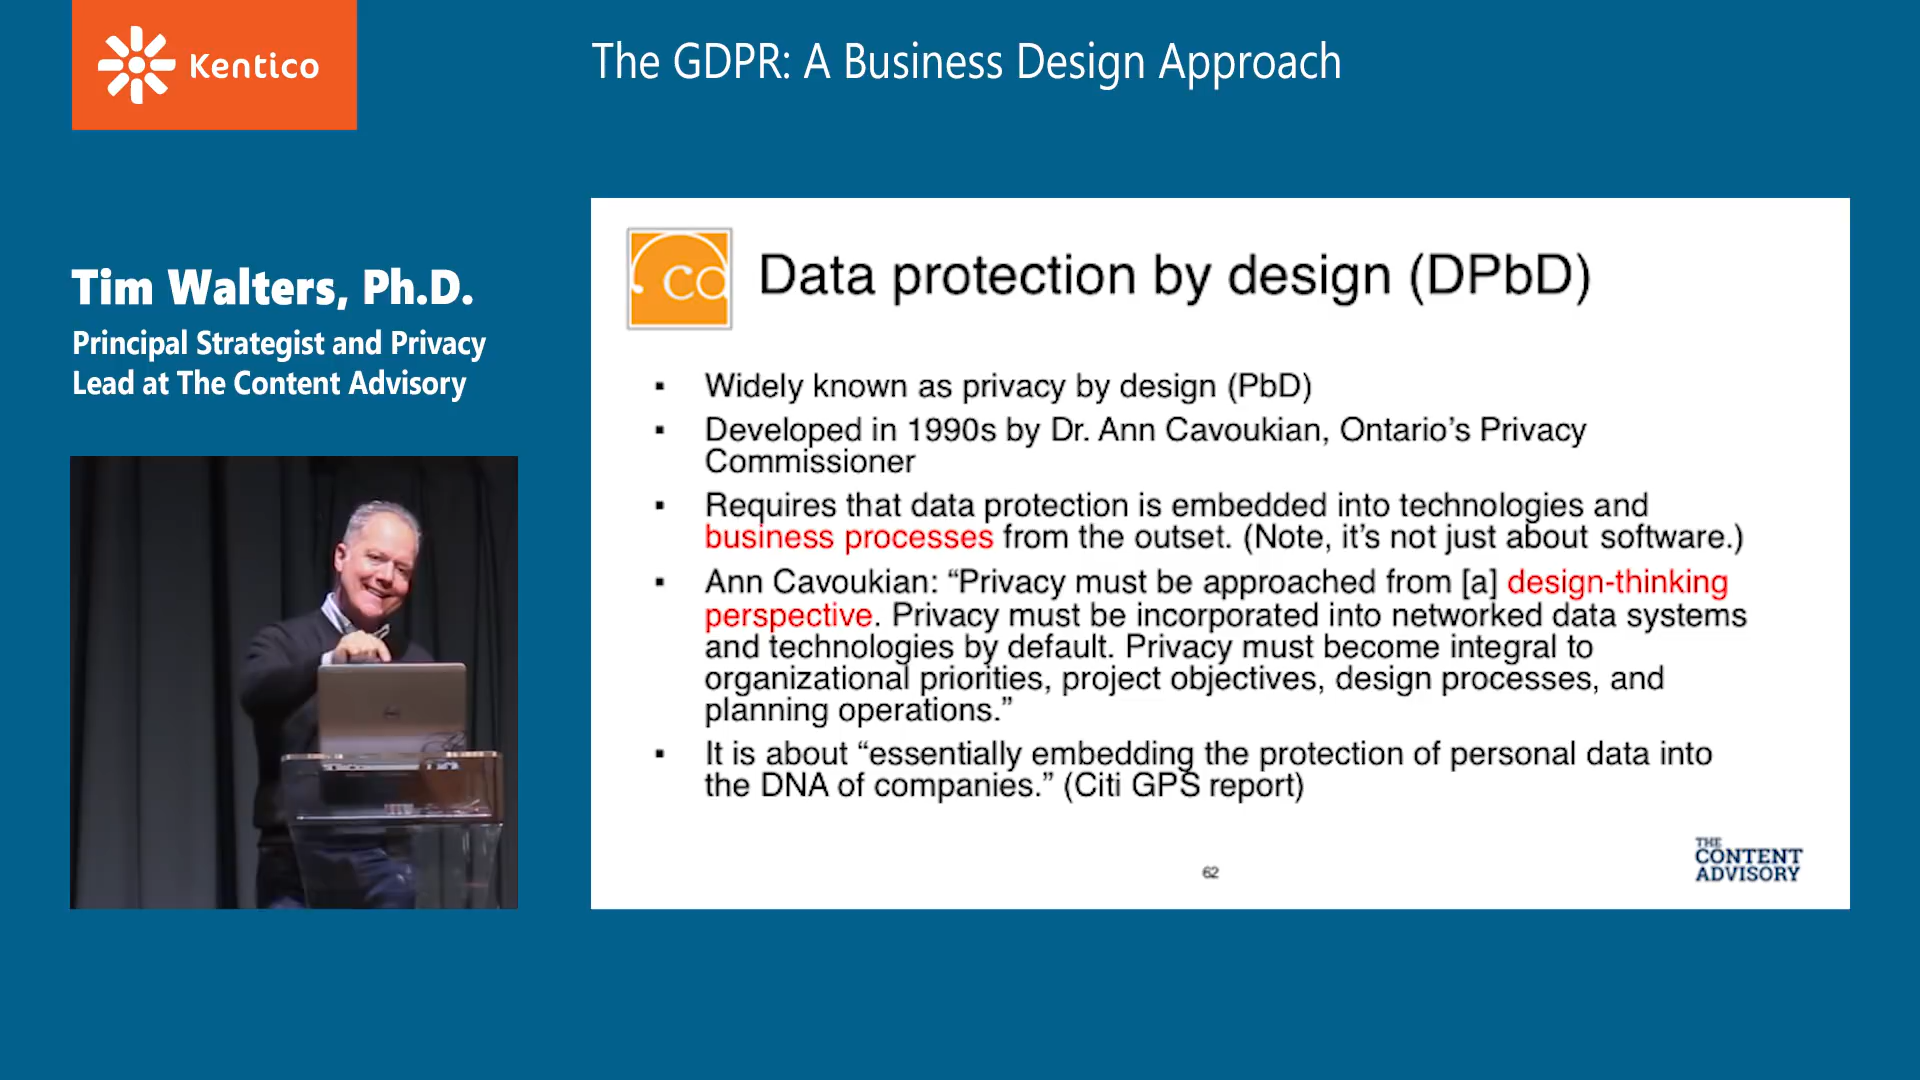 Kentico
The GDPR: A Business Design Approach
Tim Walters, Ph.D.
Principal Strategist and Privacy
Lead at The Content Advisory
ca
Data protection by design (DPbD)
▪ Widely known as privacy by design (PbD)
▪ Developed in 1990s by Dr. Ann Cavoukian, Ontario's Privacy
Commissioner
▪ Requires that data protection is embedded into technologies and
business processes from the outset. (Note, it's not just about software.)
▪ Ann Cavoukian: “Privacy must be approached from [a] design-thinking
perspective. Privacy must be incorporated into networked data systems
and technologies by default. Privacy must become integral to
organizational priorities, project objectives, design processes, and
planning operations.”
▪ It is about “essentially embedding the protection of personal data into
the DNA of companies.” (Citi GPS report)
62
THE
CONTENT
ADVISORY